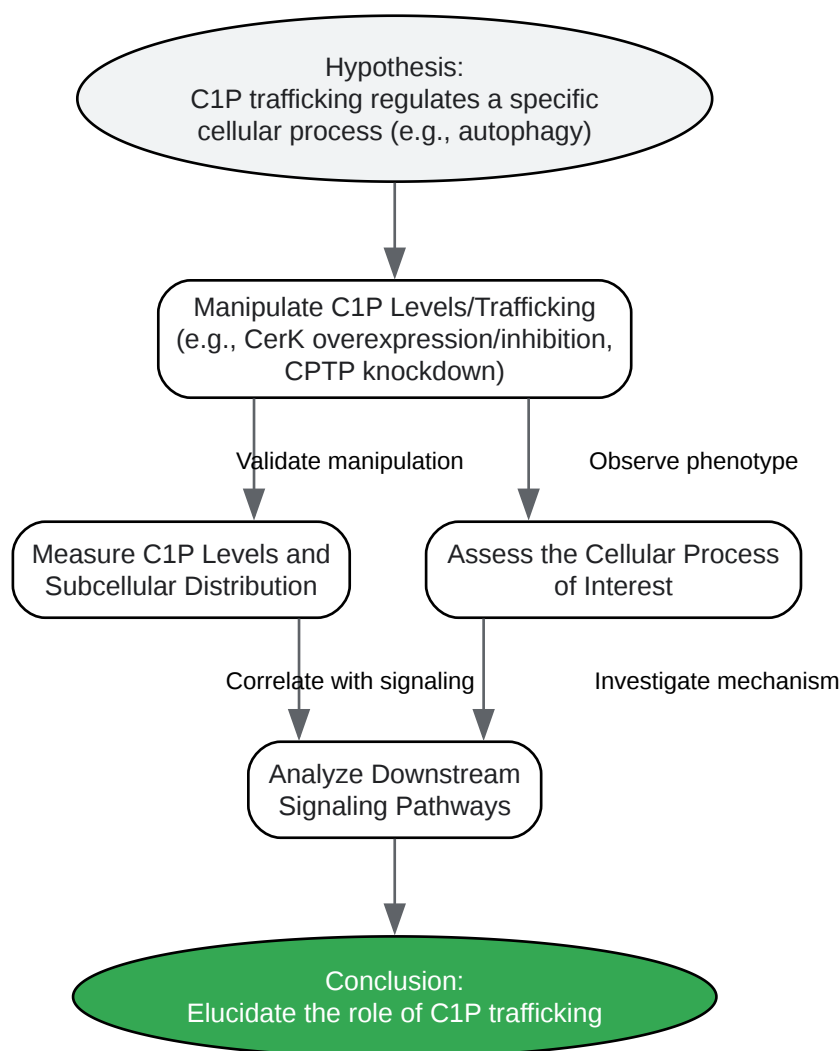 Hypothesis:
C1P trafficking regulates a specific
cellular process (e.g., autophagy)
Manipulate C1P Levels/Trafficking
(e.g., CerK overexpression/inhibition,
CPTP knockdown)
Validate manipulation
Observe phenotype
Measure C1P Levels and
Subcellular Distribution
Assess the Cellular Process
of Interest
Correlate with signaling
Investigate mechanism
Analyze Downstream
Signaling Pathways
Conclusion:
Elucidate the role of C1P trafficking